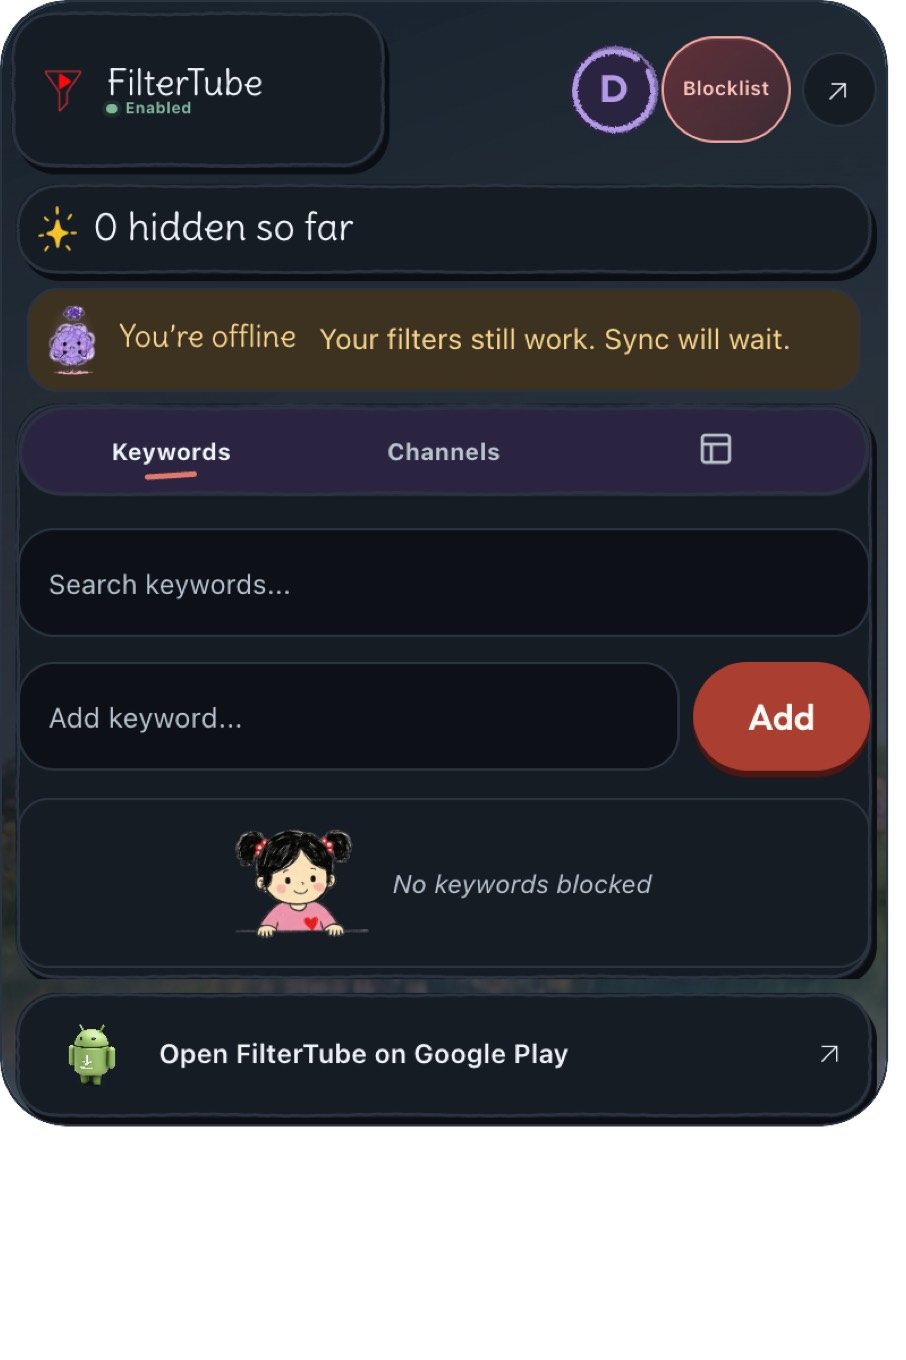 FilterTube
Enabled
D
Blocklist
0 hidden so far
You're offline Your filters still work. Sync will wait.
Keywords
Channels
Search keywords...
Add keyword...
Add
No keywords blocked
Open FilterTube on Google Play